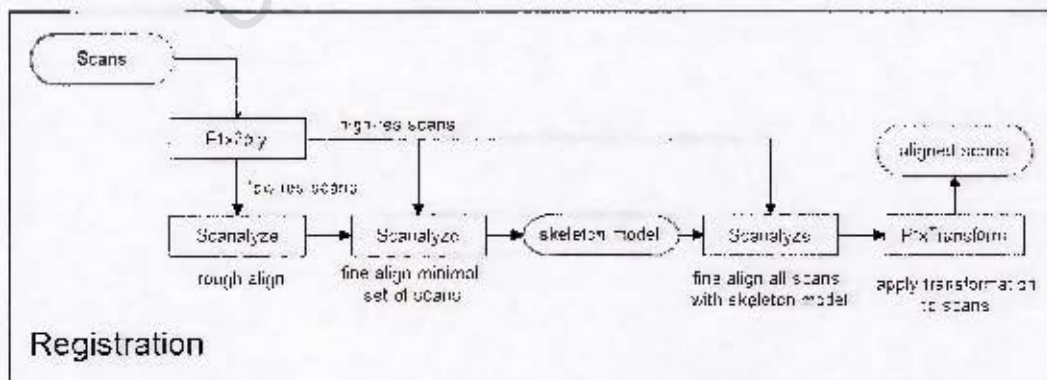 Scans
high-res scans
aligned scans
low-res scans
Scanalyze
Scanalyze
skeleton model
Scanalyze
PtxTransform
rough align
fine align minimal
set of scans
fine align all scans
with skeleton model
apply transformation
to scans
Registration